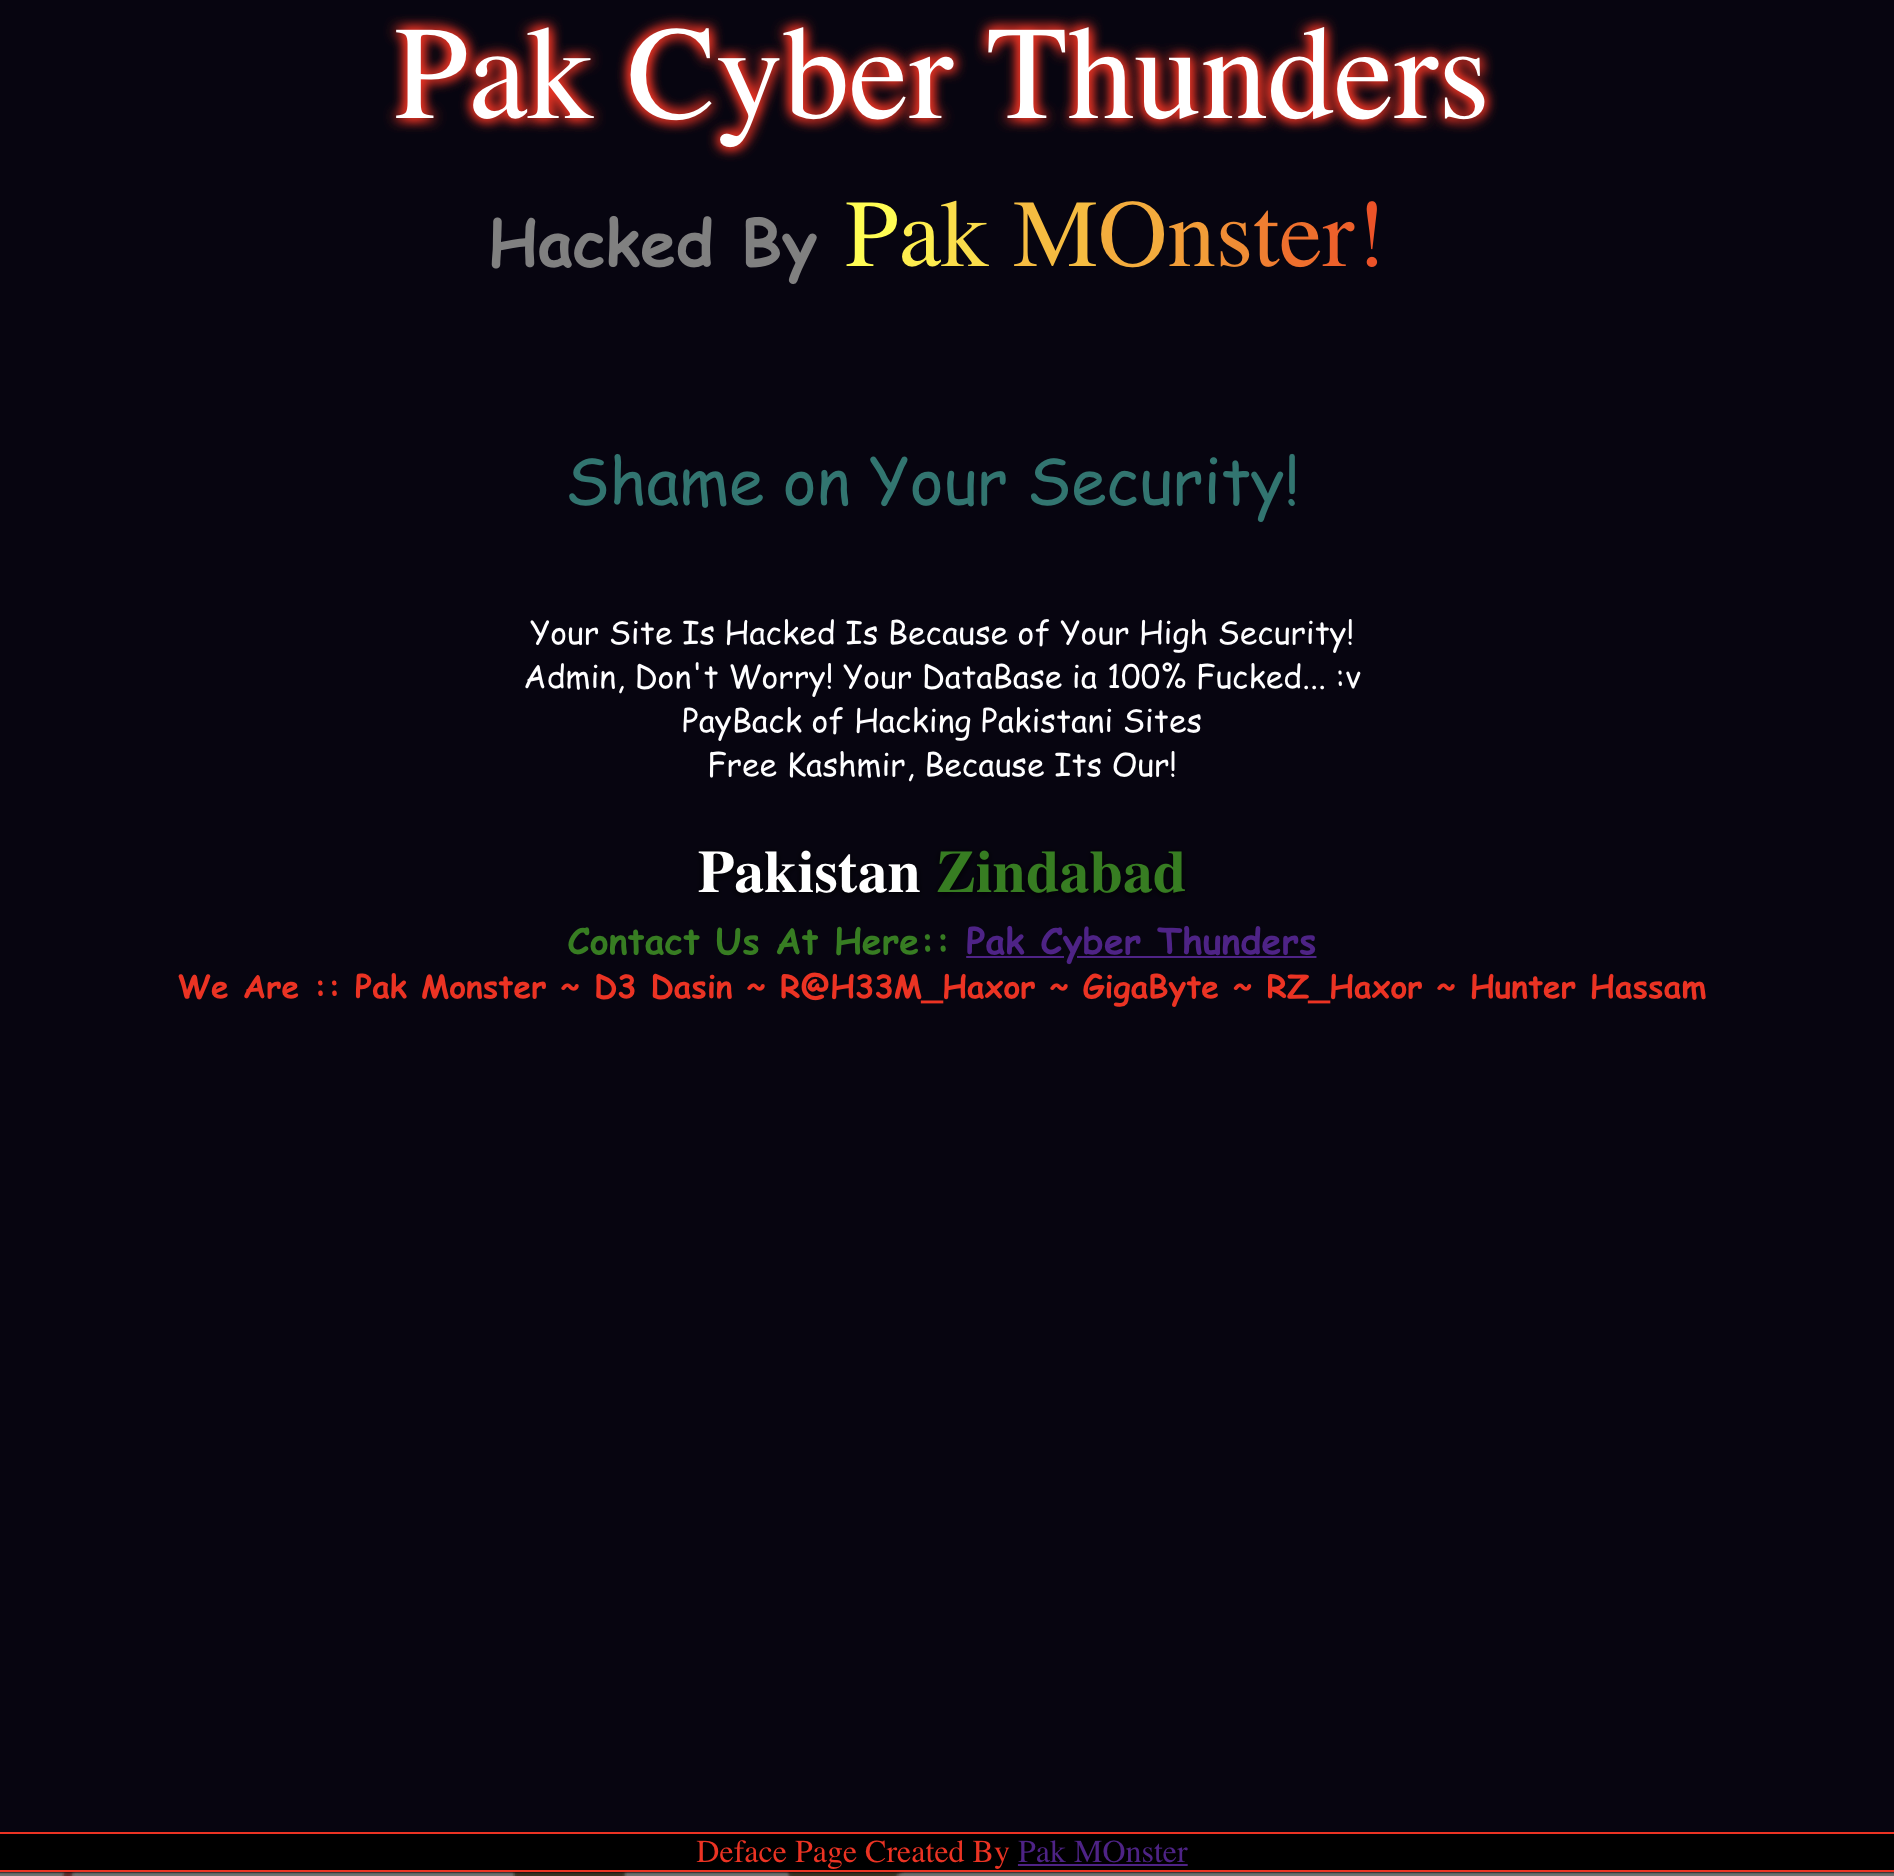 Pak Cyber Thunders
Hacked By Pak MOnster!
Shame on Your Security!
Your Site Is Hacked Is Because of Your High Security!
Admin, Don't Worry! Your DataBase ia 100% Fucked... :v
PayBack of Hacking Pakistani Sites
Free Kashmir, Because Its Our!
Pakistan Zindabad
Contact Us At Here:: Pak Cyber Thunders
We Are :: Pak Monster ~ D3 Dasin ~ R@H33M_Haxor ~ GigaByte ~ RZ_Haxor ~ Hunter Hassam
Deface Page Created By Pak MOnster